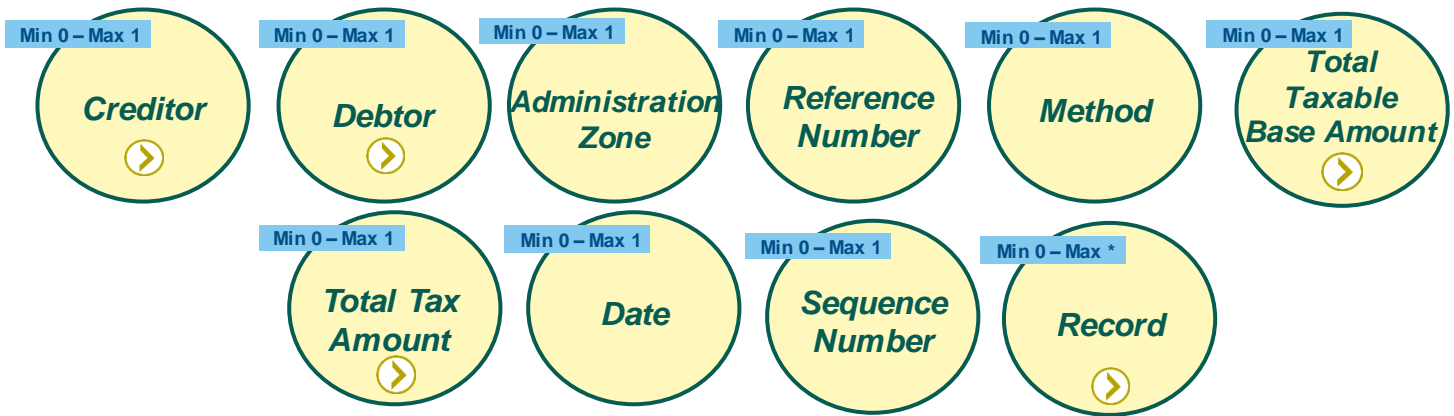 Min 0 – Max 1
Creditor
Min 0 – Max 1
Debtor
Min 0 – Max 1
Administration
Zone
Min 0 – Max 1
Reference
Number
Min 0 – Max 1
Method
Min 0 – Max 1
Total
Taxable
Base Amount
Min 0 – Max 1
Total Tax
Amount
Min 0 – Max 1
Date
Min 0 – Max 1
Sequence
Number
Min 0 – Max *
Record